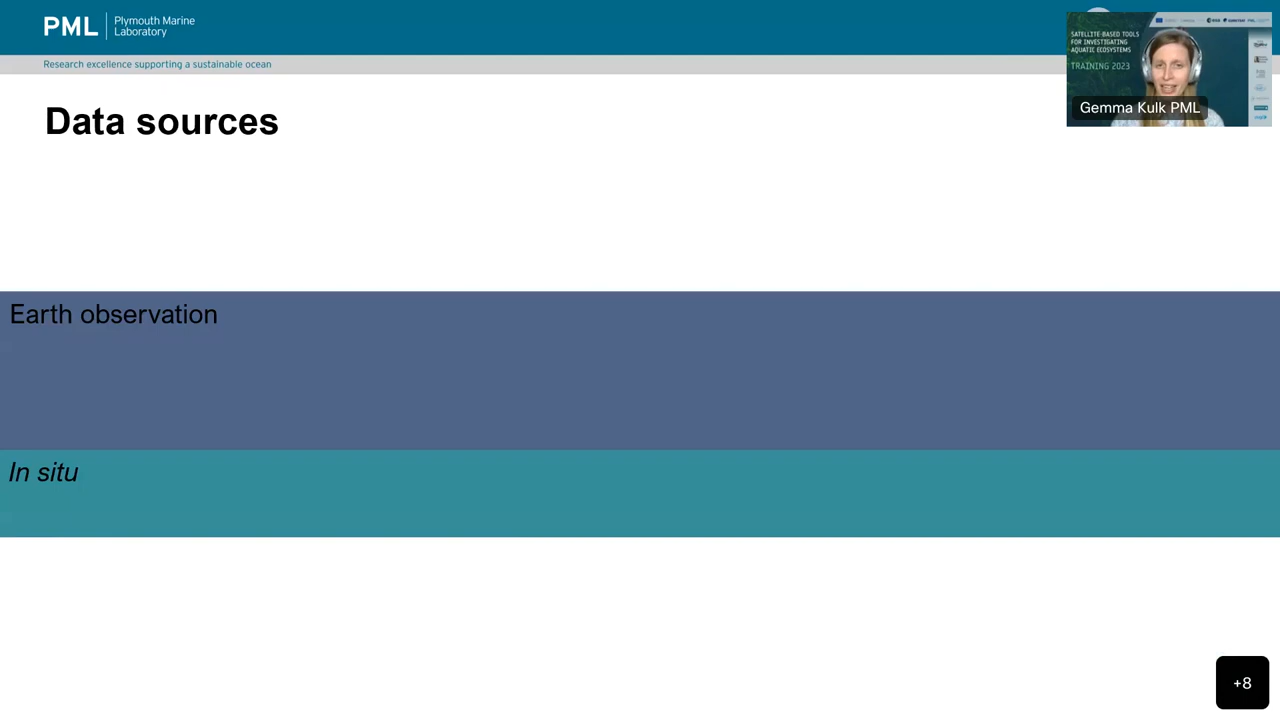 PML
Plymouth Marine
Laboratory
Research excellence supporting a sustainable ocean
SATELLITE-BASED TOOLS
FOR INVESTIGATING
AQUATIC ECOSYSTEMS
TRAINING 2023
Gemma Kulk PML
Data sources
Earth observation
In situ
+8